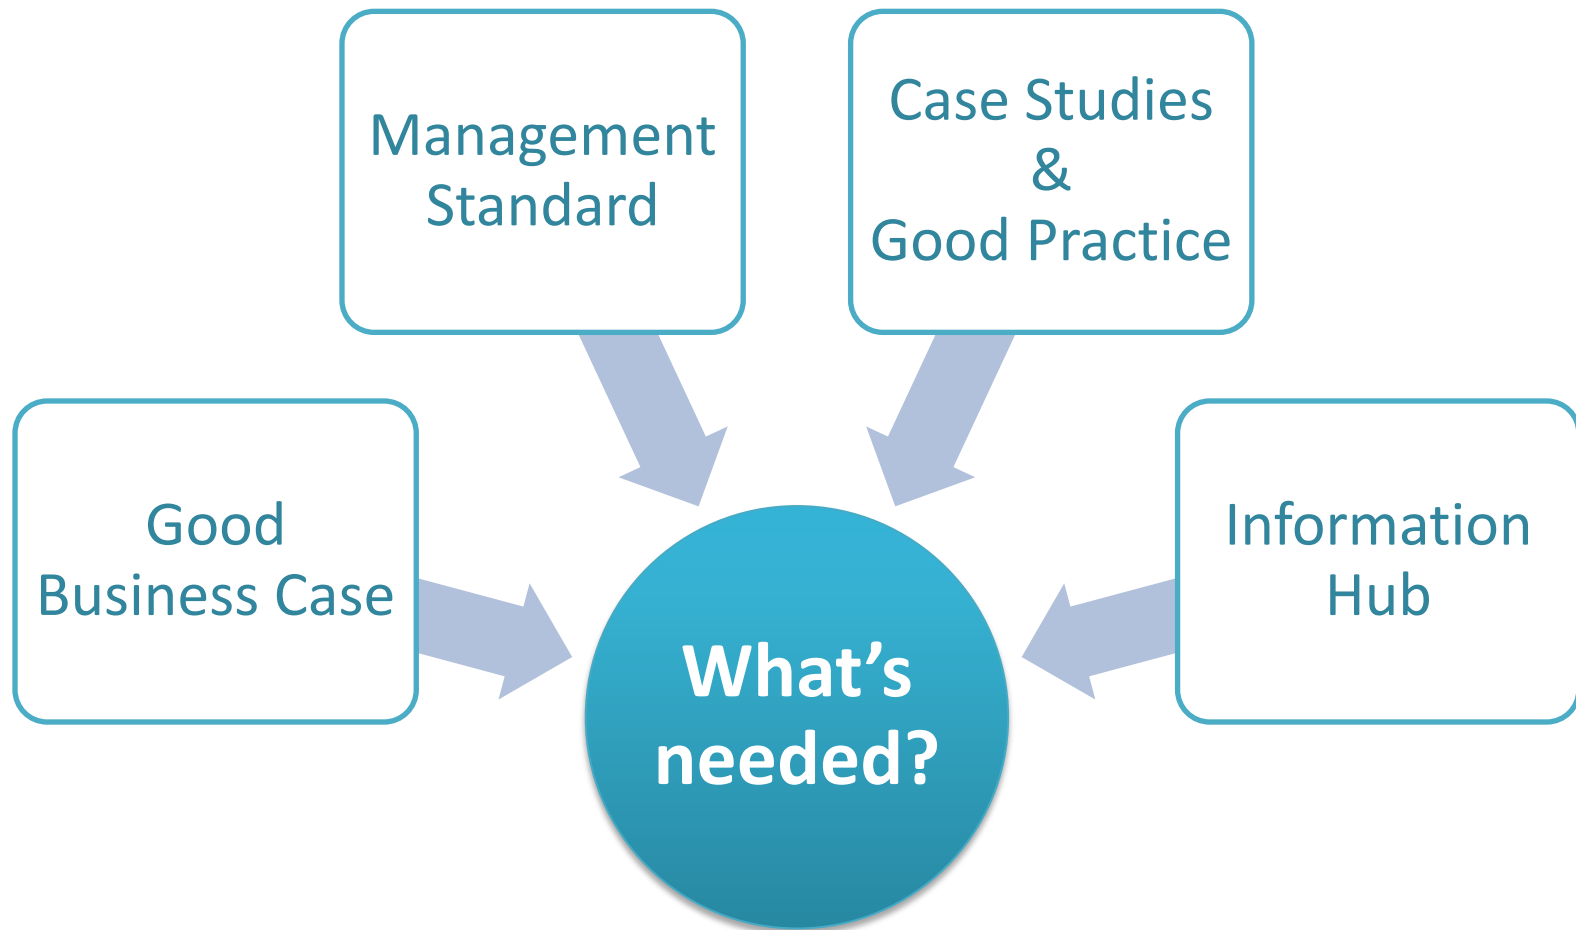 Management
Standard
Case Studies
&
Good Practice
Good
Business Case
Information
Hub
What’s
needed?